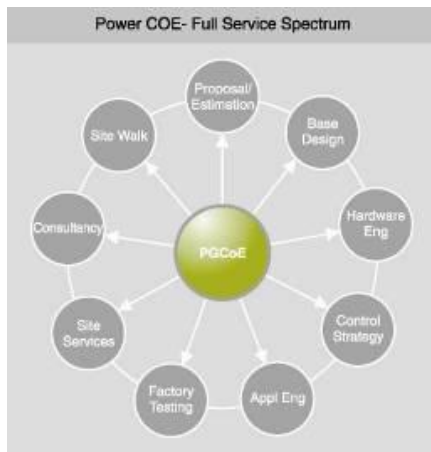 Power COE- Full Service Spectrum
Proposal/
Estimation
Base
Design
Hardware
Eng
Control
Strategy
Appl Eng
Factory
Testing
Site
Services
Consultancy
Site Walk
PGCoE